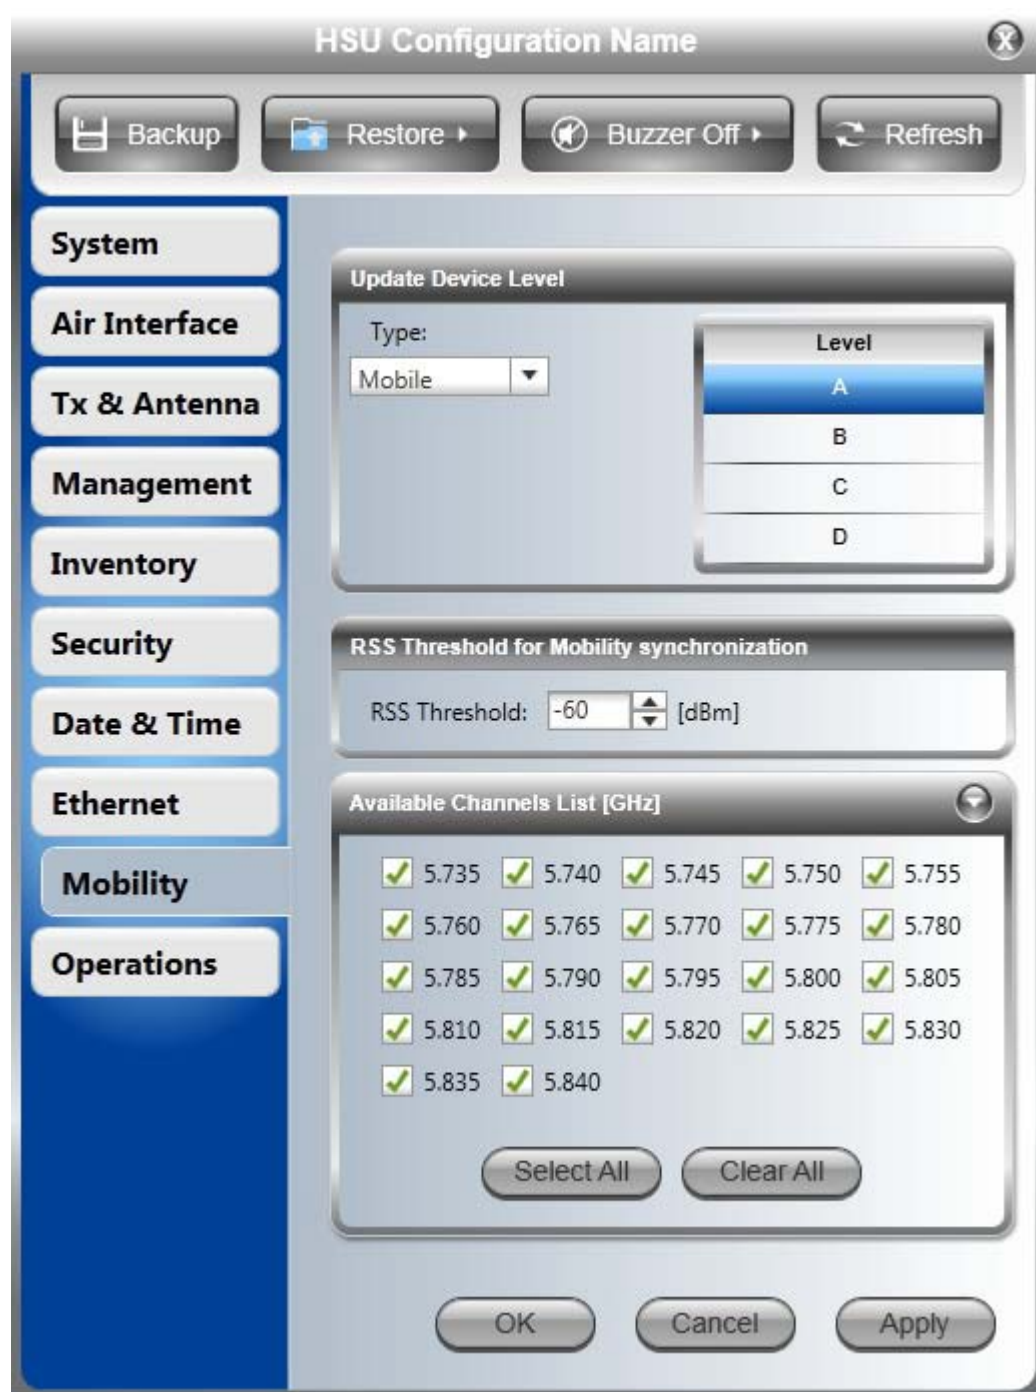 HSU Configuration Name
Backup Restore Buzzer Off Refresh
System
Air Interface
Tx & Antenna
Management
Inventory
Security
Date & Time
Ethernet
Mobility
Operations
Update Device Level
Type:
Mobile
Level
A
B
C
D
RSS Threshold for Mobility synchronization
RSS Threshold: -60 [dBm]
Available Channels List [GHz]
5.735 5.740 5.745 5.750 5.755
5.760 5.765 5.770 5.775 5.780
5.785 5.790 5.795 5.800 5.805
5.810 5.815 5.820 5.825 5.830
5.835 5.840
Select All Clear All
OK Cancel Apply